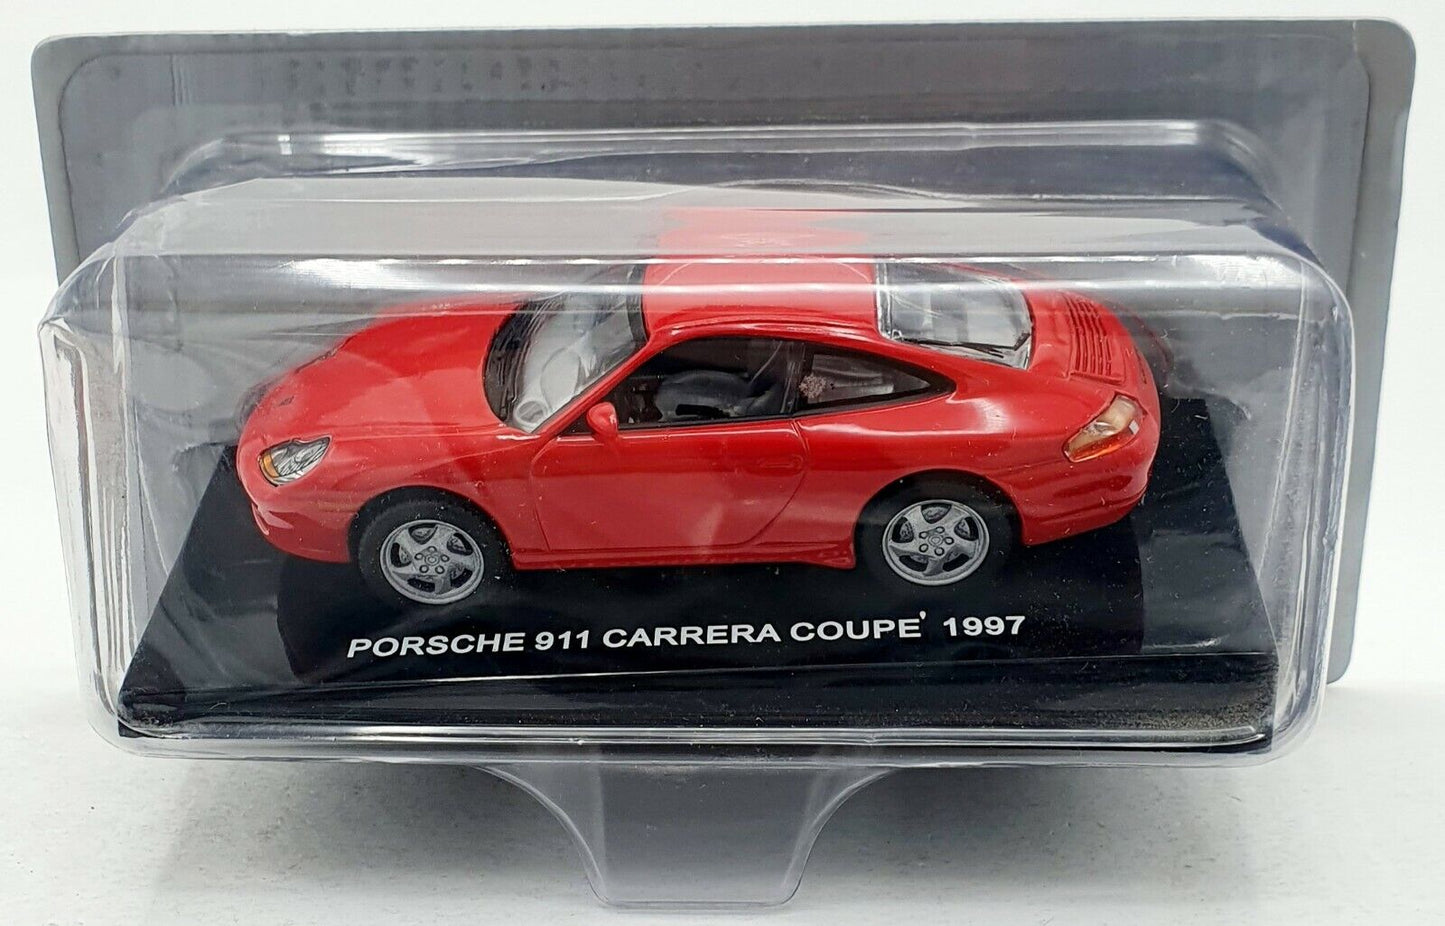 PORSCHE 911 CARRERA COUPE' 1997